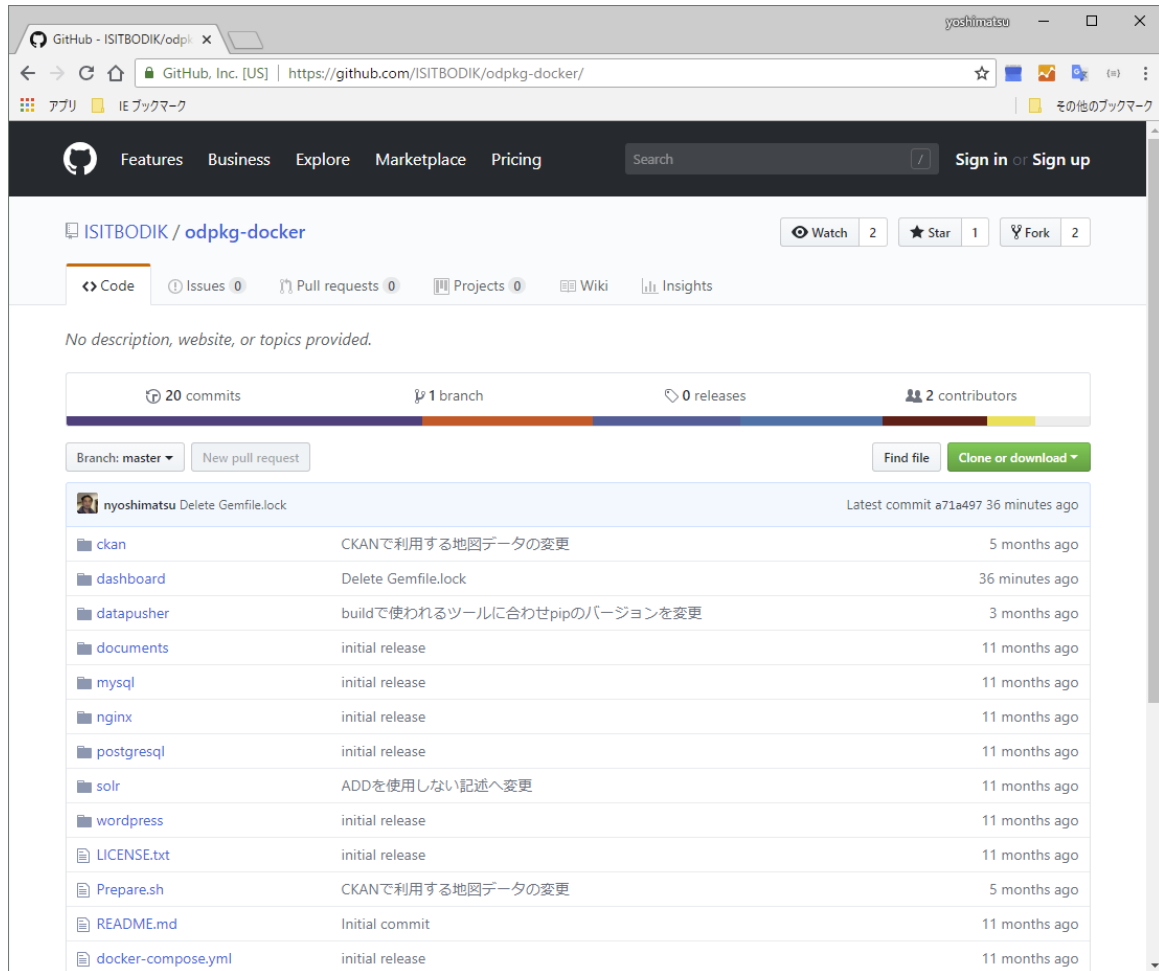 yoshimatsu
GitHub - ISITBODIK/odpk
GitHub, Inc. [US] | https://github.com/ISITBODIK/odpkg-docker/
アプリ IE ブックマーク その他のブックマーク
Features Business Explore Marketplace Pricing Search / Sign in or Sign up
ISITBODIK / odpkg-docker Watch 2 Star 1 Fork 2
Code Issues 0 Pull requests 0 Projects 0 Wiki Insights
No description, website, or topics provided.
20 commits 1 branch 0 releases 2 contributors
Branch: master New pull request Find file Clone or download
nyoshimatsu Delete Gemfile.lock Latest commit a71a497 36 minutes ago
ckan CKANで利用する地図データの変更 5 months ago
dashboard Delete Gemfile.lock 36 minutes ago
datapusher buildで使われるツールに合わせpipのバージョンを変更 3 months ago
documents initial release 11 months ago
mysql initial release 11 months ago
nginx initial release 11 months ago
postgresql initial release 11 months ago
solr ADDを使用しない記述へ変更 11 months ago
wordpress initial release 11 months ago
LICENSE.txt initial release 11 months ago
Prepare.sh CKANで利用する地図データの変更 5 months ago
README.md Initial commit 11 months ago
docker-compose.yml initial release 11 months ago